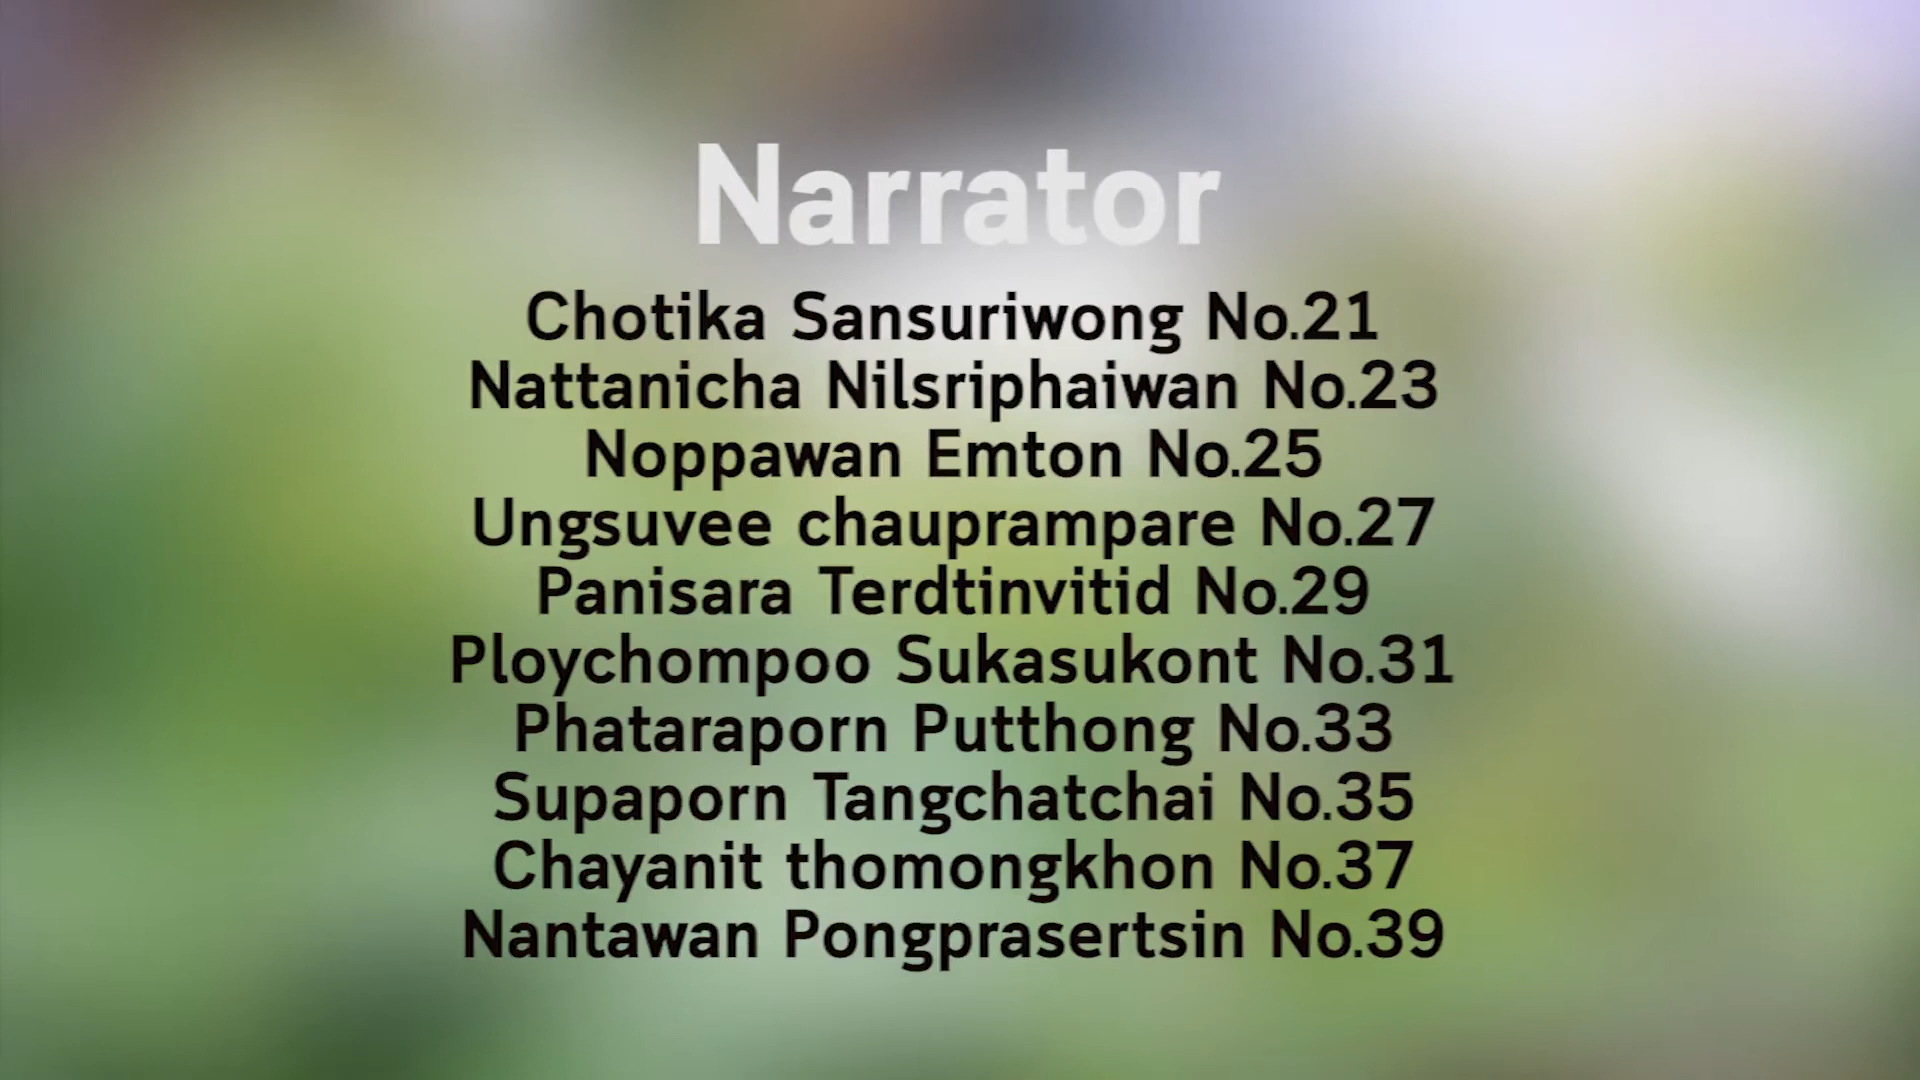 Narrator
Chotika Sansuriwong No.21
Nattanicha Nilsriphaiwan No.23
Noppawan Emton No.25
Ungsuvee chauprampare No.27
Panisara Terdtinvitid No.29
Ploychompoo Sukasukont No.31
Phataraporn Putthong No.33
Supaporn Tangchatchai No.35
Chayanit thomongkhon No.37
Nantawan Pongprasertsin No.39